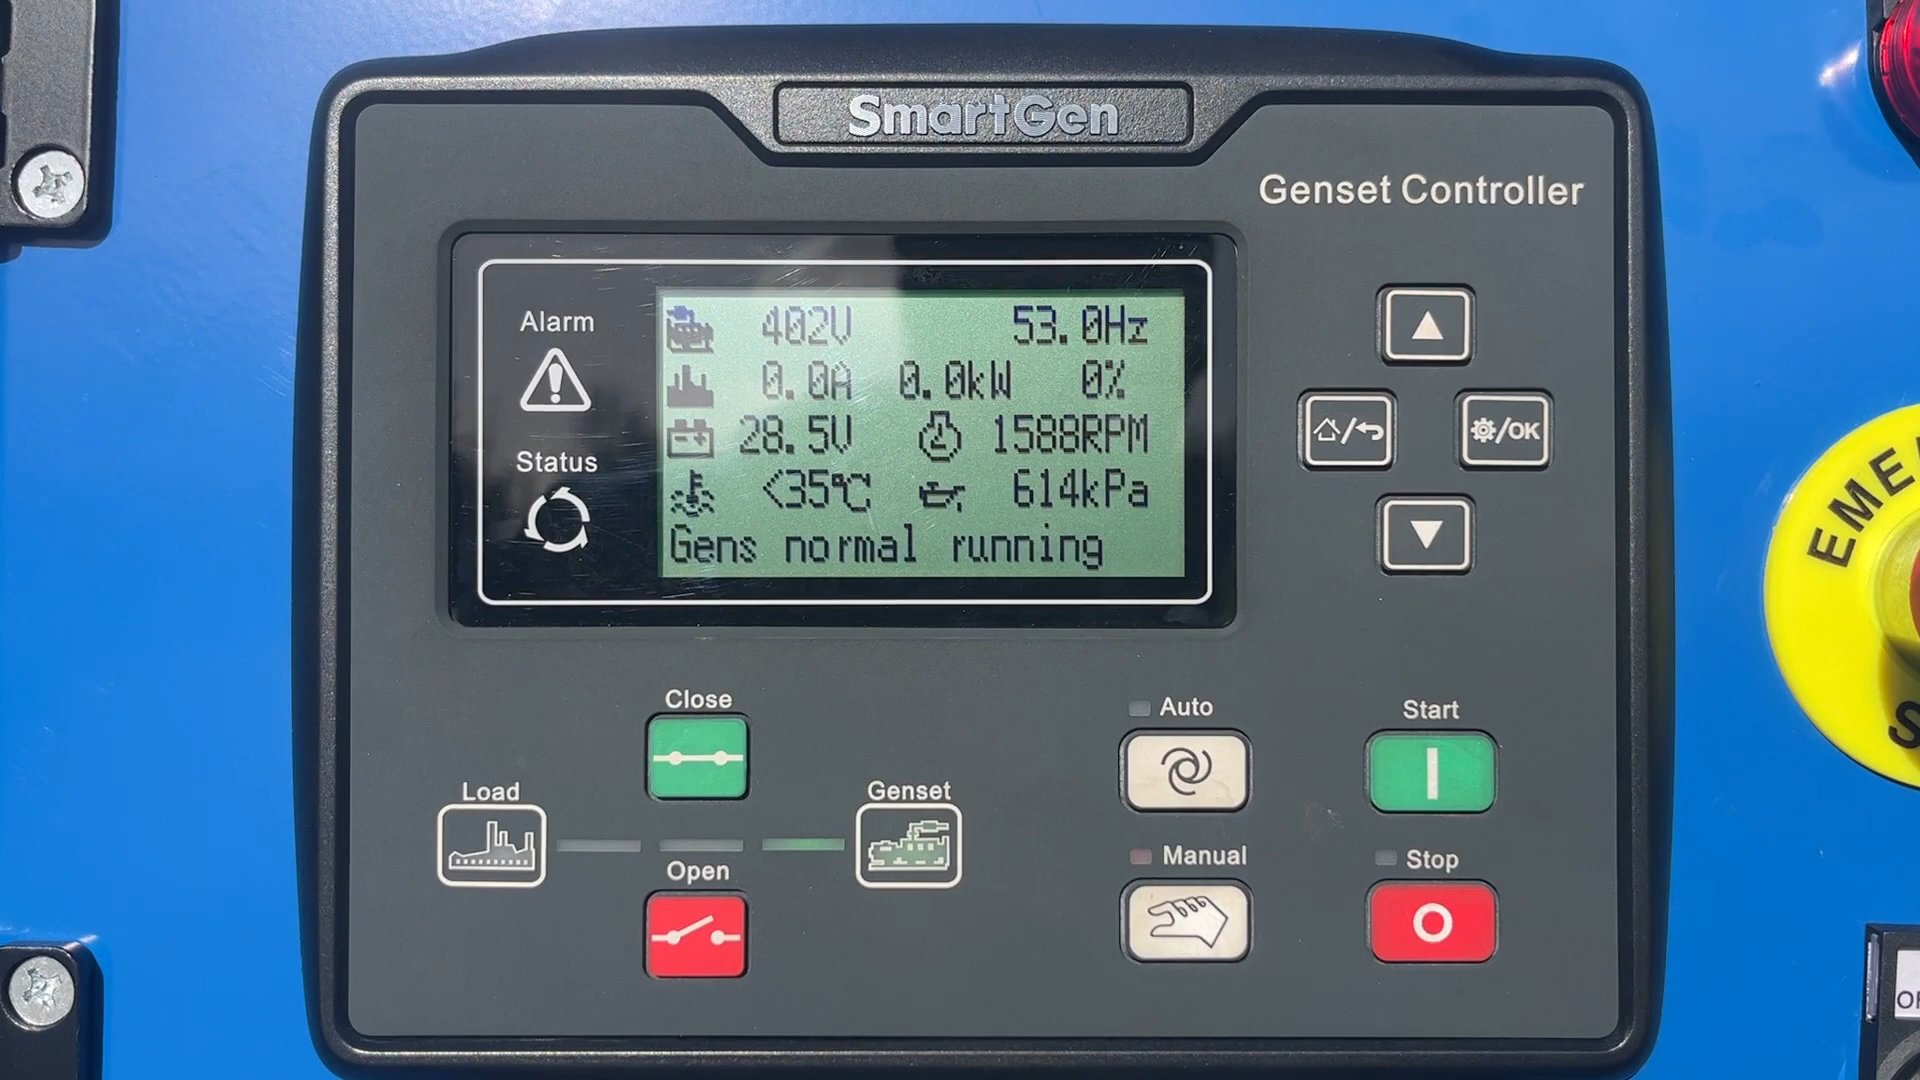 SmartGen
Genset Controller
Alarm
Status
402V 53.0Hz
0.0A 0.0kW 0%
28.5V 1588RPM
<35℃ 614kPa
Gens normal running
/OK
Close
Load
Genset
Open
Auto
Start
Manual
Stop